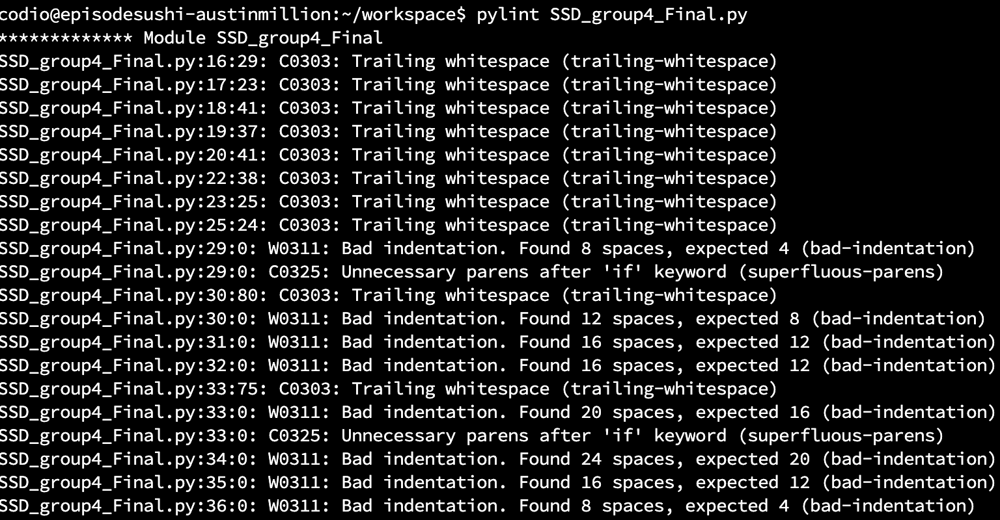 codio@episodesushi-austinmillion:~/workspace$ pylint SSD_group4_Final.py
************* Module SSD_group4_Final
SSD_group4_Final.py:16:29: C0303: Trailing whitespace (trailing-whitespace)
SSD_group4_Final.py:17:23: C0303: Trailing whitespace (trailing-whitespace)
SSD_group4_Final.py:18:41: C0303: Trailing whitespace (trailing-whitespace)
SSD_group4_Final.py:19:37: C0303: Trailing whitespace (trailing-whitespace)
SSD_group4_Final.py:20:41: C0303: Trailing whitespace (trailing-whitespace)
SSD_group4_Final.py:22:38: C0303: Trailing whitespace (trailing-whitespace)
SSD_group4_Final.py:23:25: C0303: Trailing whitespace (trailing-whitespace)
SSD_group4_Final.py:25:24: C0303: Trailing whitespace (trailing-whitespace)
SSD_group4_Final.py:29:0: W0311: Bad indentation. Found 8 spaces, expected 4 (bad-indentation)
SSD_group4_Final.py:29:0: C0325: Unnecessary parens after 'if' keyword (superfluous-parens)
SSD_group4_Final.py:30:80: C0303: Trailing whitespace (trailing-whitespace)
SSD_group4_Final.py:30:0: W0311: Bad indentation. Found 12 spaces, expected 8 (bad-indentation)
SSD_group4_Final.py:31:0: W0311: Bad indentation. Found 16 spaces, expected 12 (bad-indentation)
SSD_group4_Final.py:32:0: W0311: Bad indentation. Found 16 spaces, expected 12 (bad-indentation)
SSD_group4_Final.py:33:75: C0303: Trailing whitespace (trailing-whitespace)
SSD_group4_Final.py:33:0: W0311: Bad indentation. Found 20 spaces, expected 16 (bad-indentation)
SSD_group4_Final.py:33:0: C0325: Unnecessary parens after 'if' keyword (superfluous-parens)
SSD_group4_Final.py:34:0: W0311: Bad indentation. Found 24 spaces, expected 20 (bad-indentation)
SSD_group4_Final.py:35:0: W0311: Bad indentation. Found 16 spaces, expected 12 (bad-indentation)
SSD_group4_Final.py:36:0: W0311: Bad indentation. Found 8 spaces, expected 4 (bad-indentation)